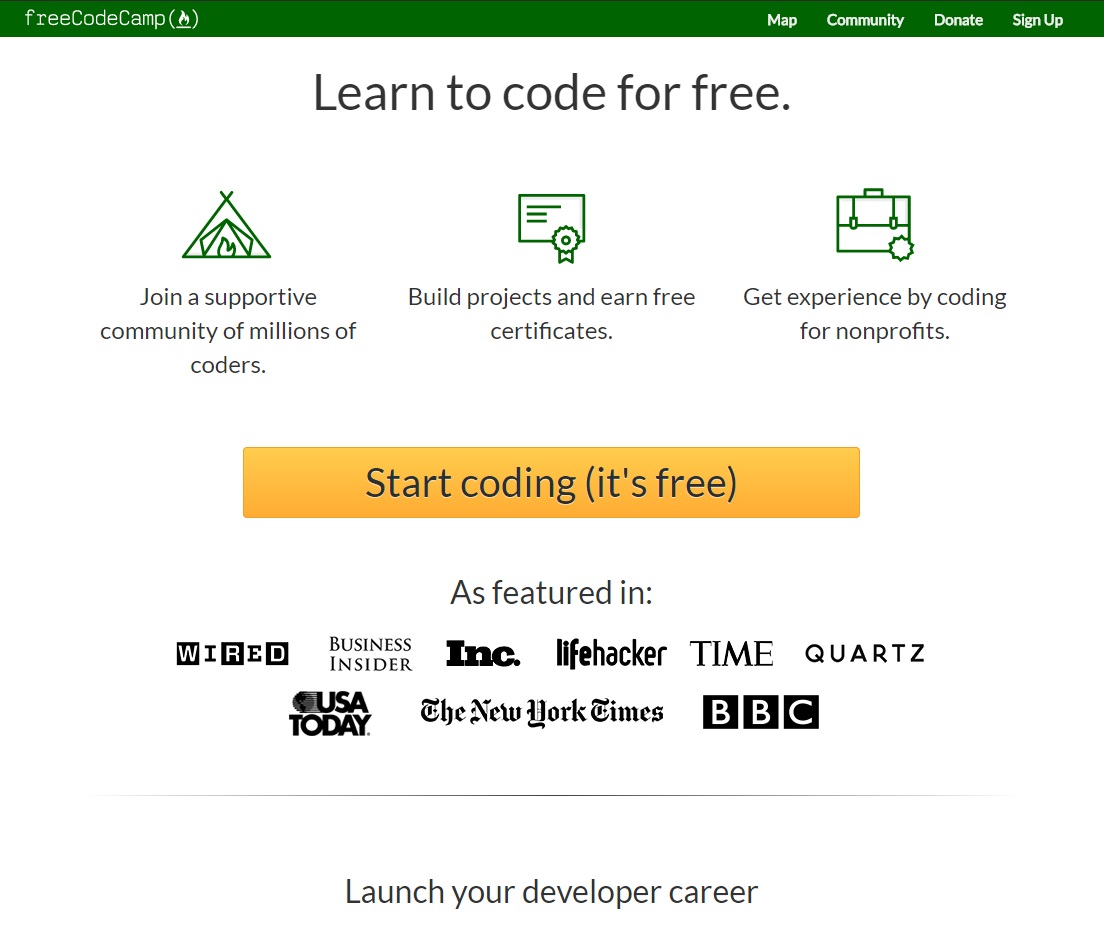 freeCodeCamp
Map Community Donate Sign Up
Learn to code for free.
Join a supportive
community of millions of
coders.
Build projects and earn free
certificates.
Get experience by coding
for nonprofits.
Start coding (it's free)
As featured in:
WIRED
BUSINESS
INSIDER
Inc.
lifehacker
TIME
QUARTZ
USA
TODAY
The New York Times
BBC
Launch your developer career